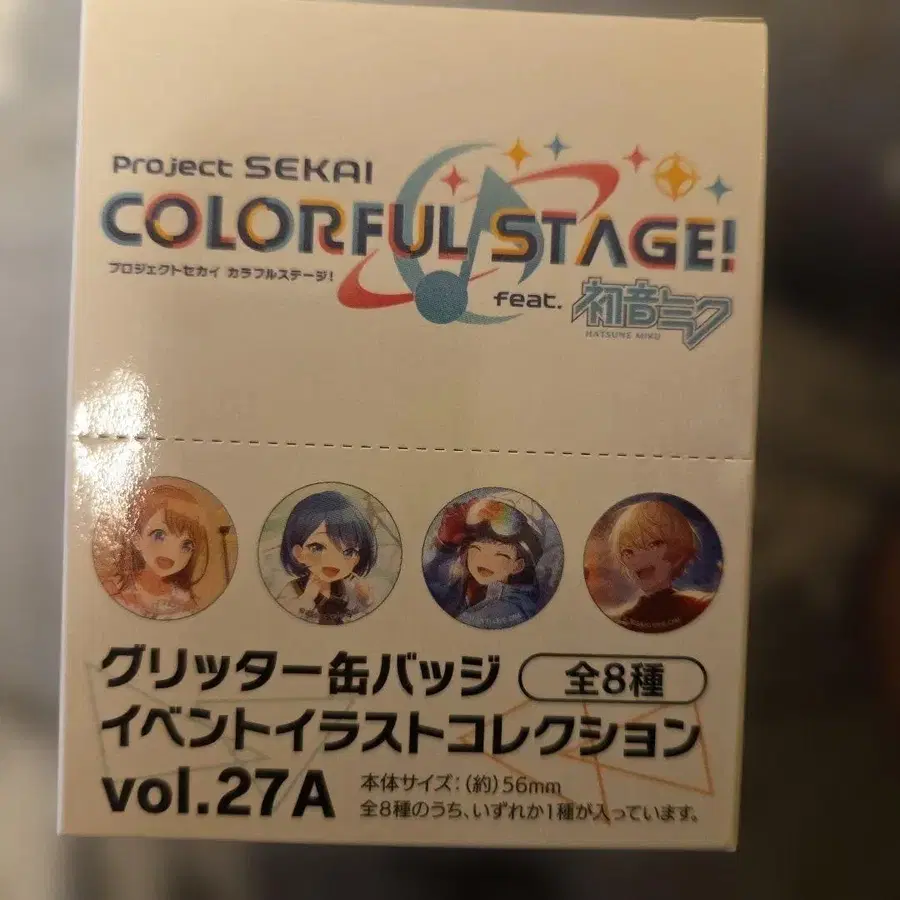 Project SEKAI
COLORFUL STAGE!
プロジェクトセカイ カラフルステージ!
feat. 初音ミク
HATSUNE MIKU
グリッター缶バッジ 全8種
イベントイラストコレクション
vol.27A 本体サイズ:(約)56mm
全8種のうち、いずれか1種が入っています。